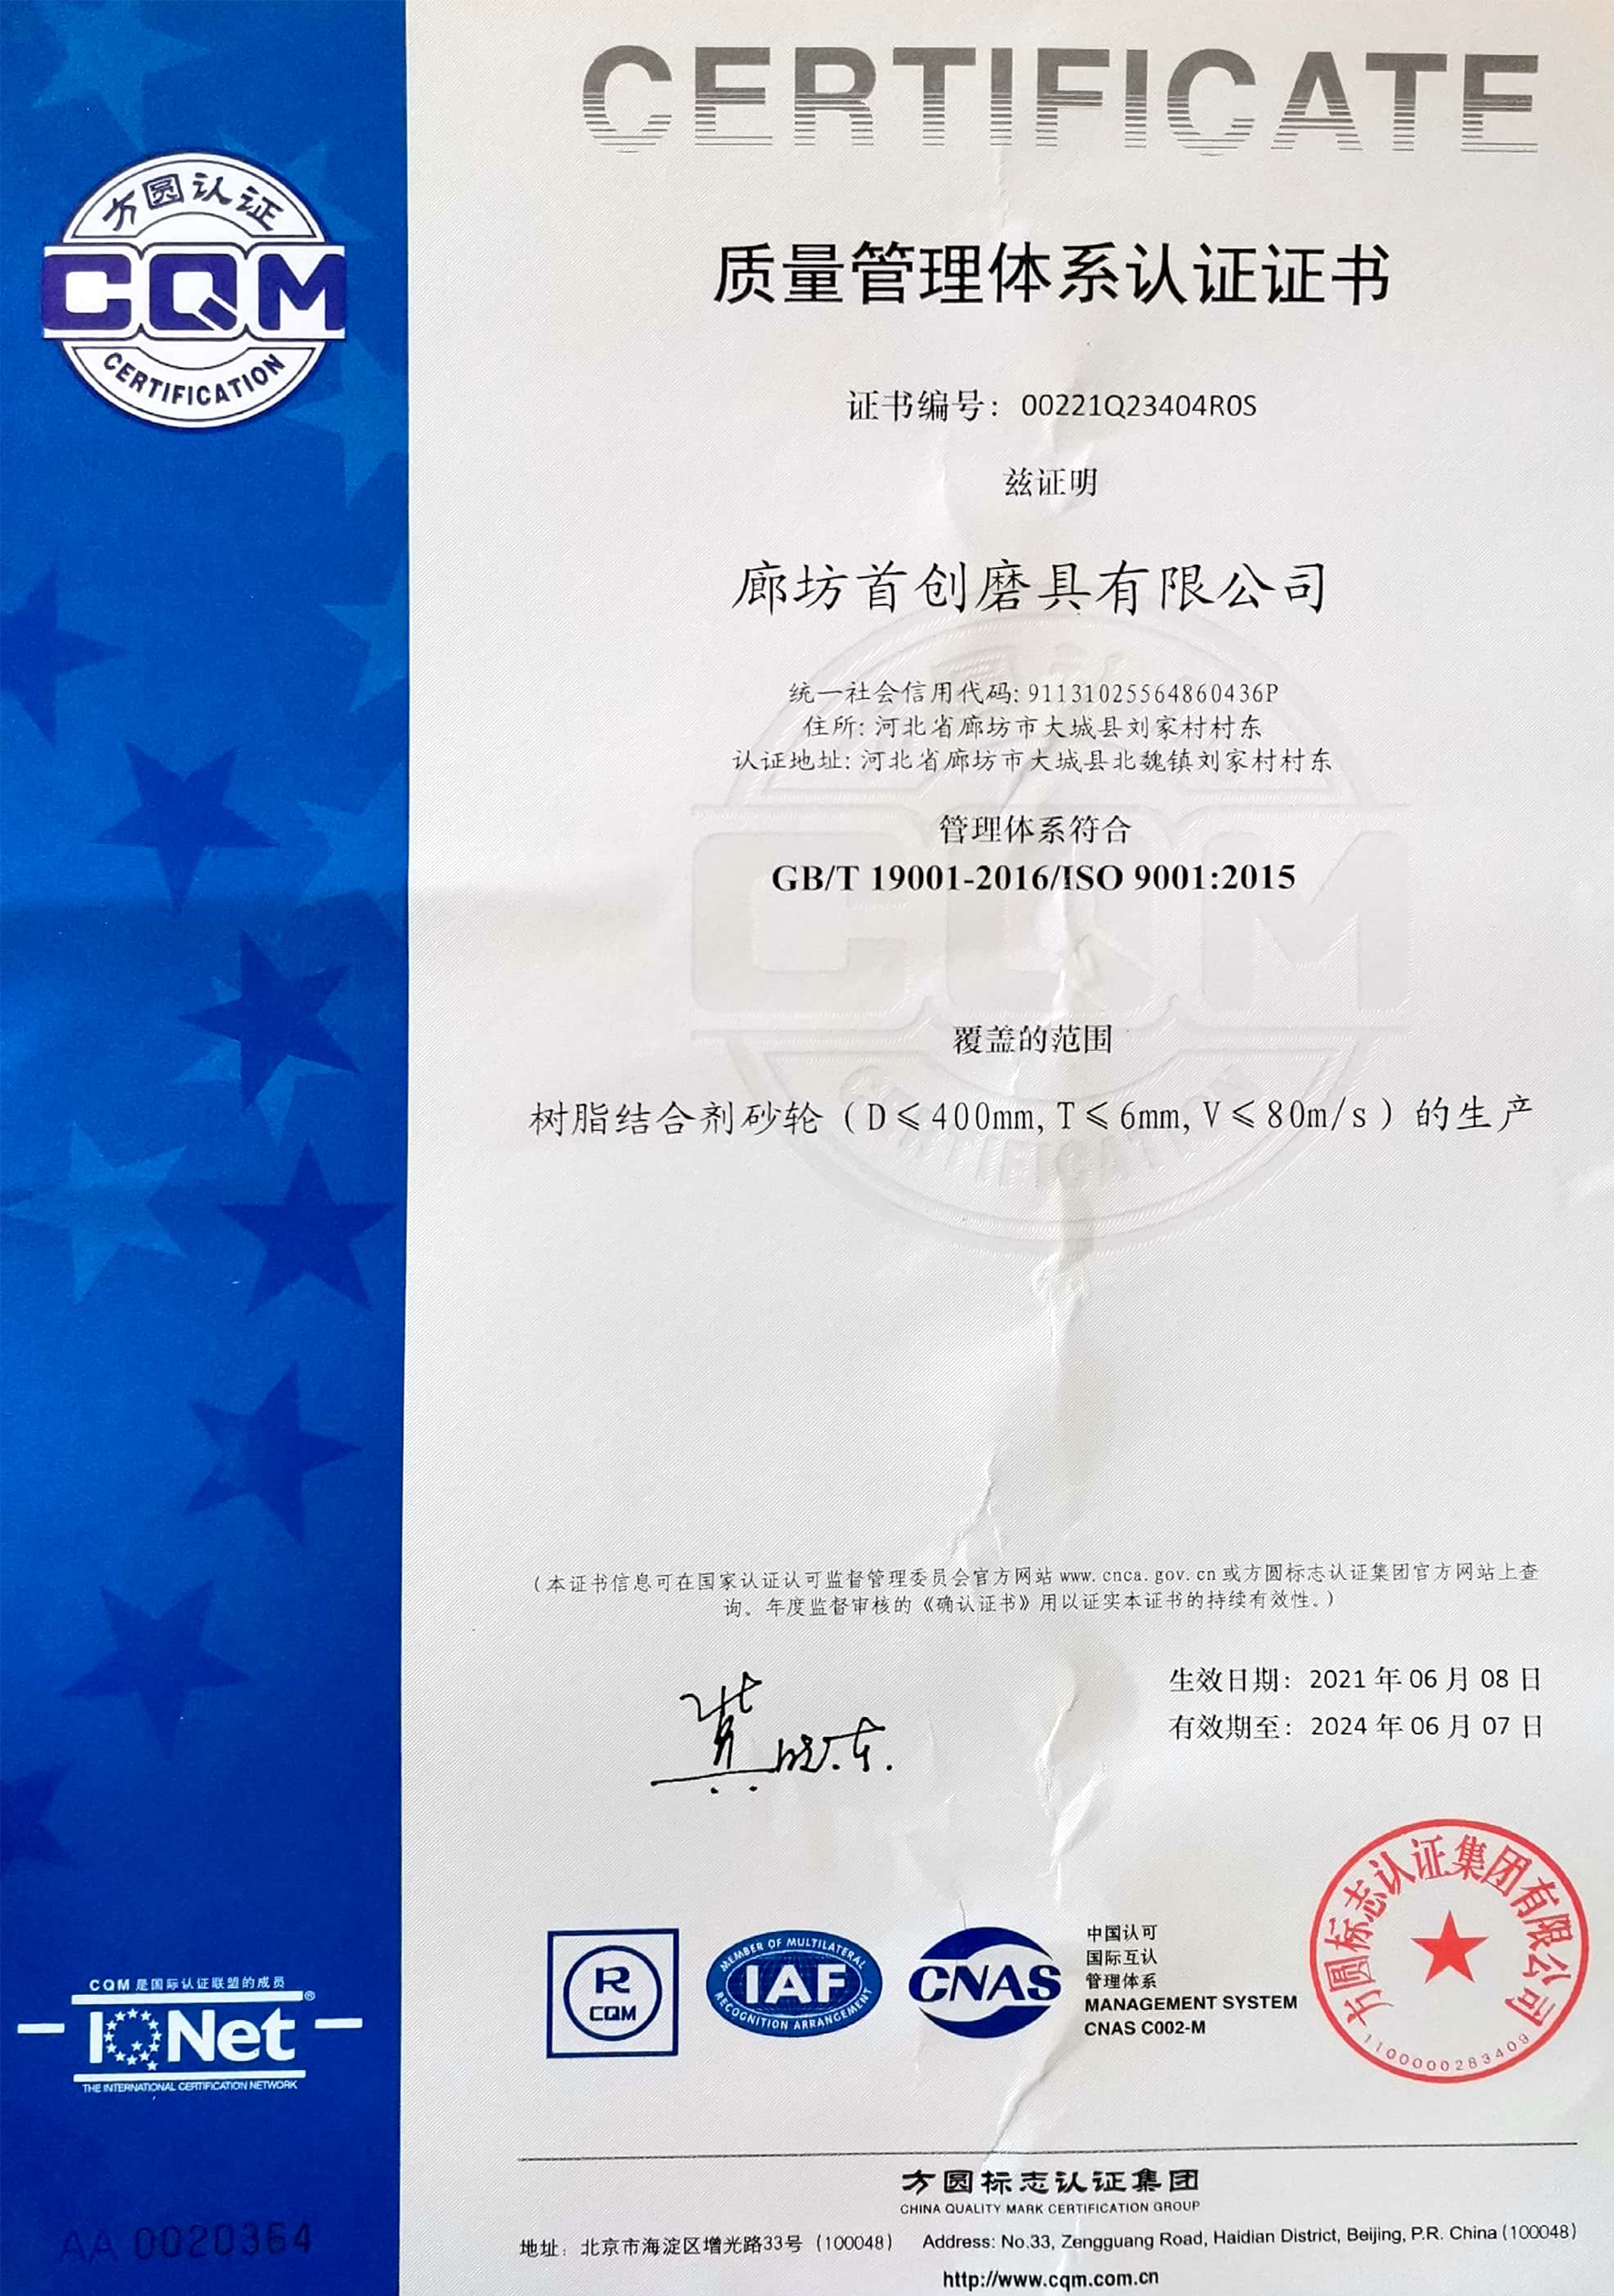 CERTIFICATE
方圆认证
CQM
CERTIFICATION
质量管理体系认证证书
证书编号：00221Q23404R0S
兹证明
廊坊首创磨具有限公司
统一社会信用代码: 91131025564860436P
住所: 河北省廊坊市大城县刘家村村东
认证地址: 河北省廊坊市大城县北魏镇刘家村村东
管理体系符合
GB/T 19001-2016/ISO 9001:2015
覆盖的范围
树脂结合剂砂轮（D≤400mm, T≤6mm, V≤80m/s）的生产
（本证书信息可在国家认证认可监督管理委员会官方网站 www.cnca.gov.cn 或方圆标志认证集团官方网站上查
询。年度监督审核的《确认证书》用以证实本证书的持续有效性。）
生效日期：2021 年 06 月 08 日
有效期至：2024 年 06 月 07 日
R
CQM
MEMBER OF MULTILATERAL
IAF
RECOGNITION ARRANGEMENT
CNAS
中国认可
国际互认
管理体系
MANAGEMENT SYSTEM
CNAS C002-M
方圆标志认证集团有限公司
1100000283409
CQM 是国际认证联盟的成员
IQNet®
THE INTERNATIONAL CERTIFICATION NETWORK
AA 0020364
方圆标志认证集团
CHINA QUALITY MARK CERTIFICATION GROUP
地址：北京市海淀区增光路33号（100048） Address: No.33, Zengguang Road, Haidian District, Beijing, P.R. China (100048)
http://www.cqm.com.cn